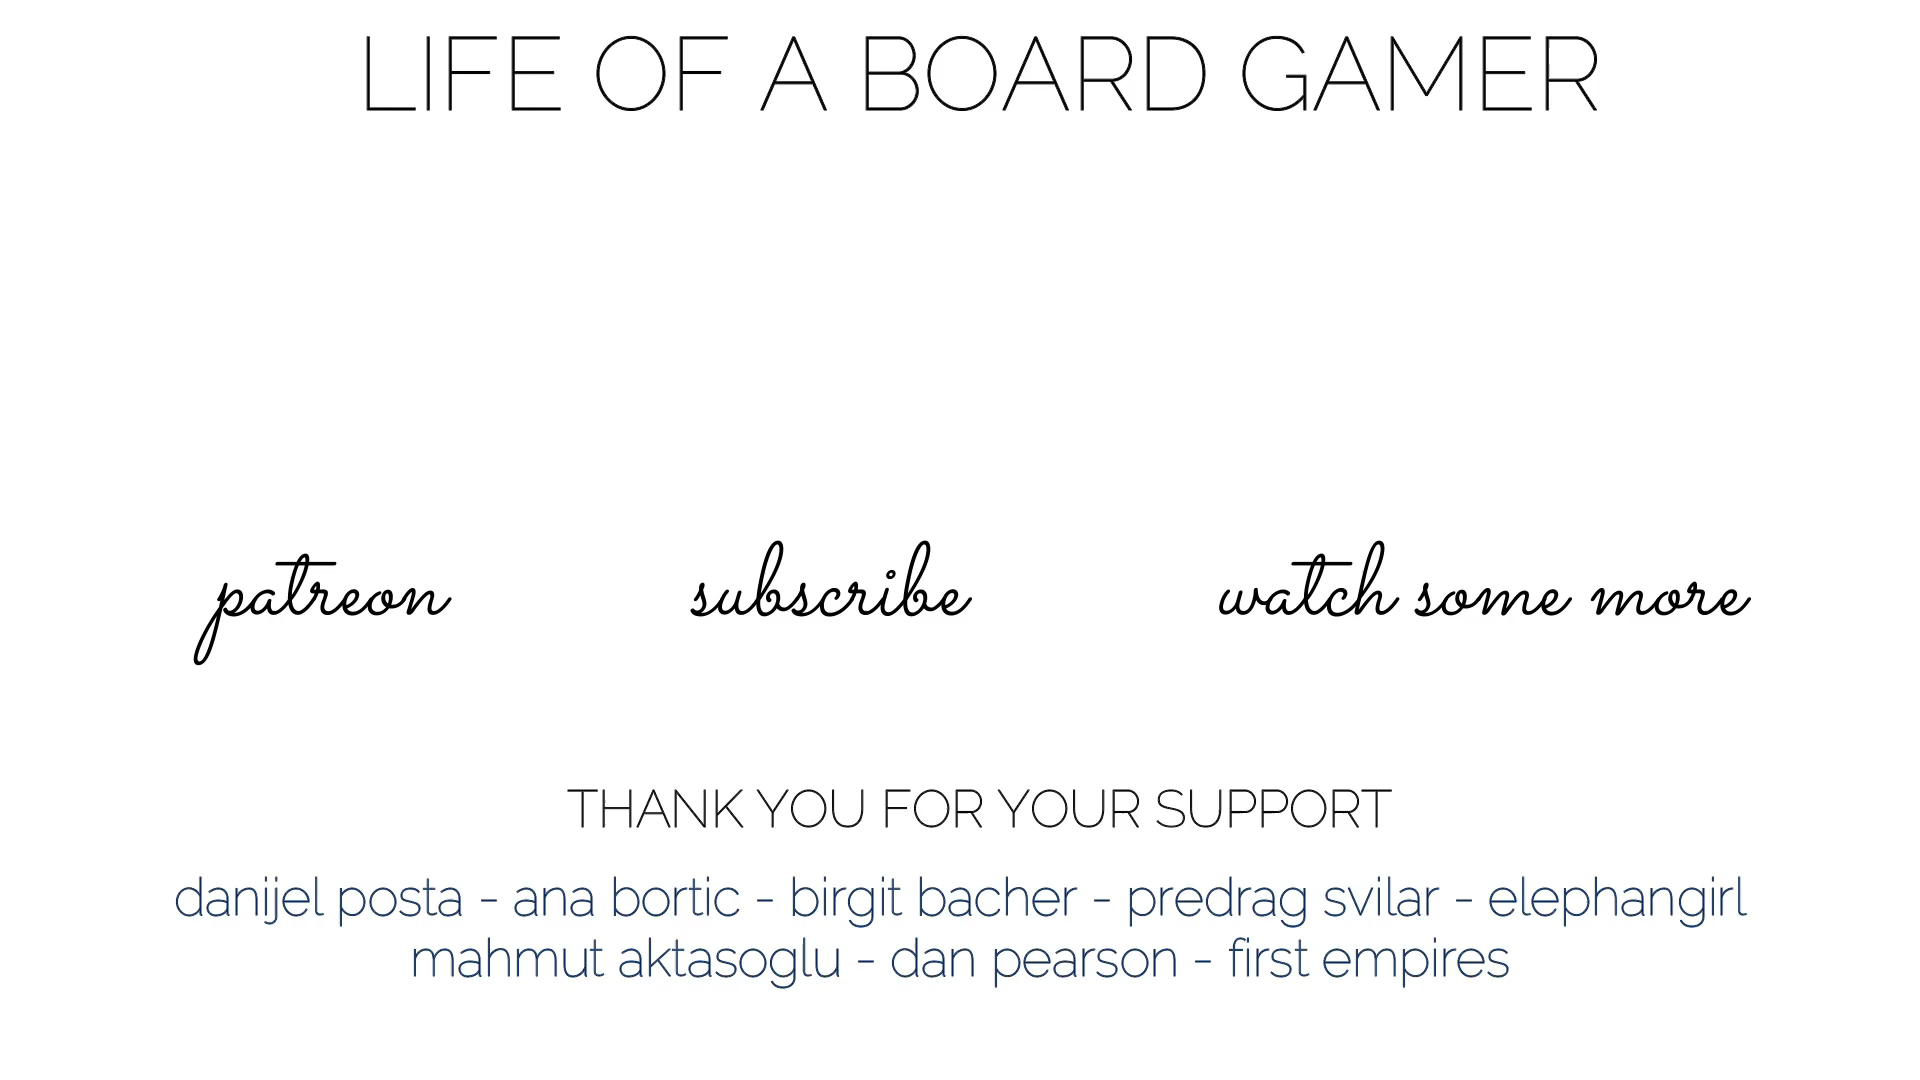 LIFE OF A BOARD GAMER
patreon subscribe watch some more
THANK YOU FOR YOUR SUPPORT
danijel posta - ana bortic - birgit bacher - predrag svilar - elephangirl
mahmut aktasoglu - dan pearson - first empires